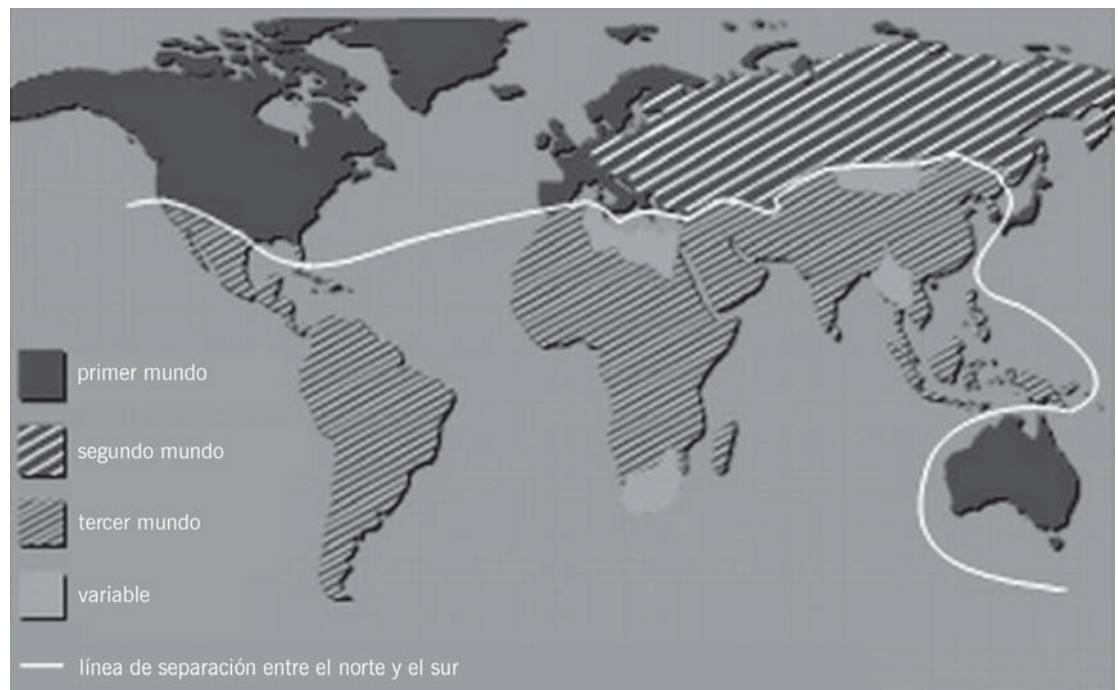 primer mundo
segundo mundo
tercer mundo
variable
línea de separación entre el norte y el sur